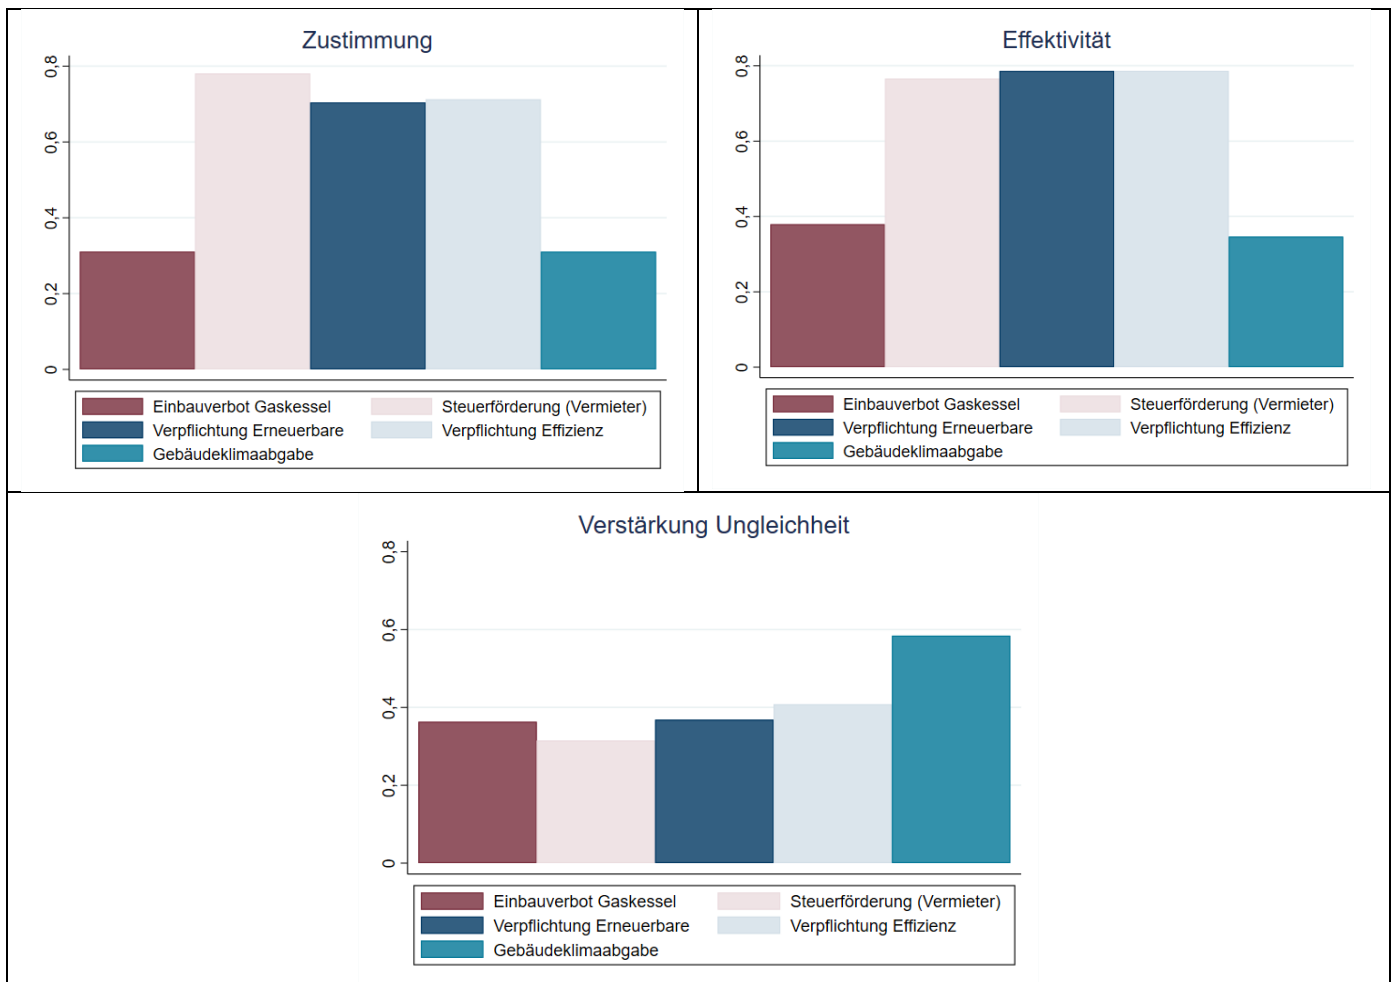 Zustimmung
0,8
0,6
0,4
0,2
0
Einbauverbot Gaskessel
Steuerförderung (Vermieter)
Verpflichtung Erneuerbare
Verpflichtung Effizienz
Gebäudeklimaabgabe
Effektivität
0,8
0,6
0,4
0,2
0
Einbauverbot Gaskessel
Steuerförderung (Vermieter)
Verpflichtung Erneuerbare
Verpflichtung Effizienz
Gebäudeklimaabgabe
Verstärkung Ungleichheit
0,8
0,6
0,4
0,2
0
Einbauverbot Gaskessel
Steuerförderung (Vermieter)
Verpflichtung Erneuerbare
Verpflichtung Effizienz
Gebäudeklimaabgabe